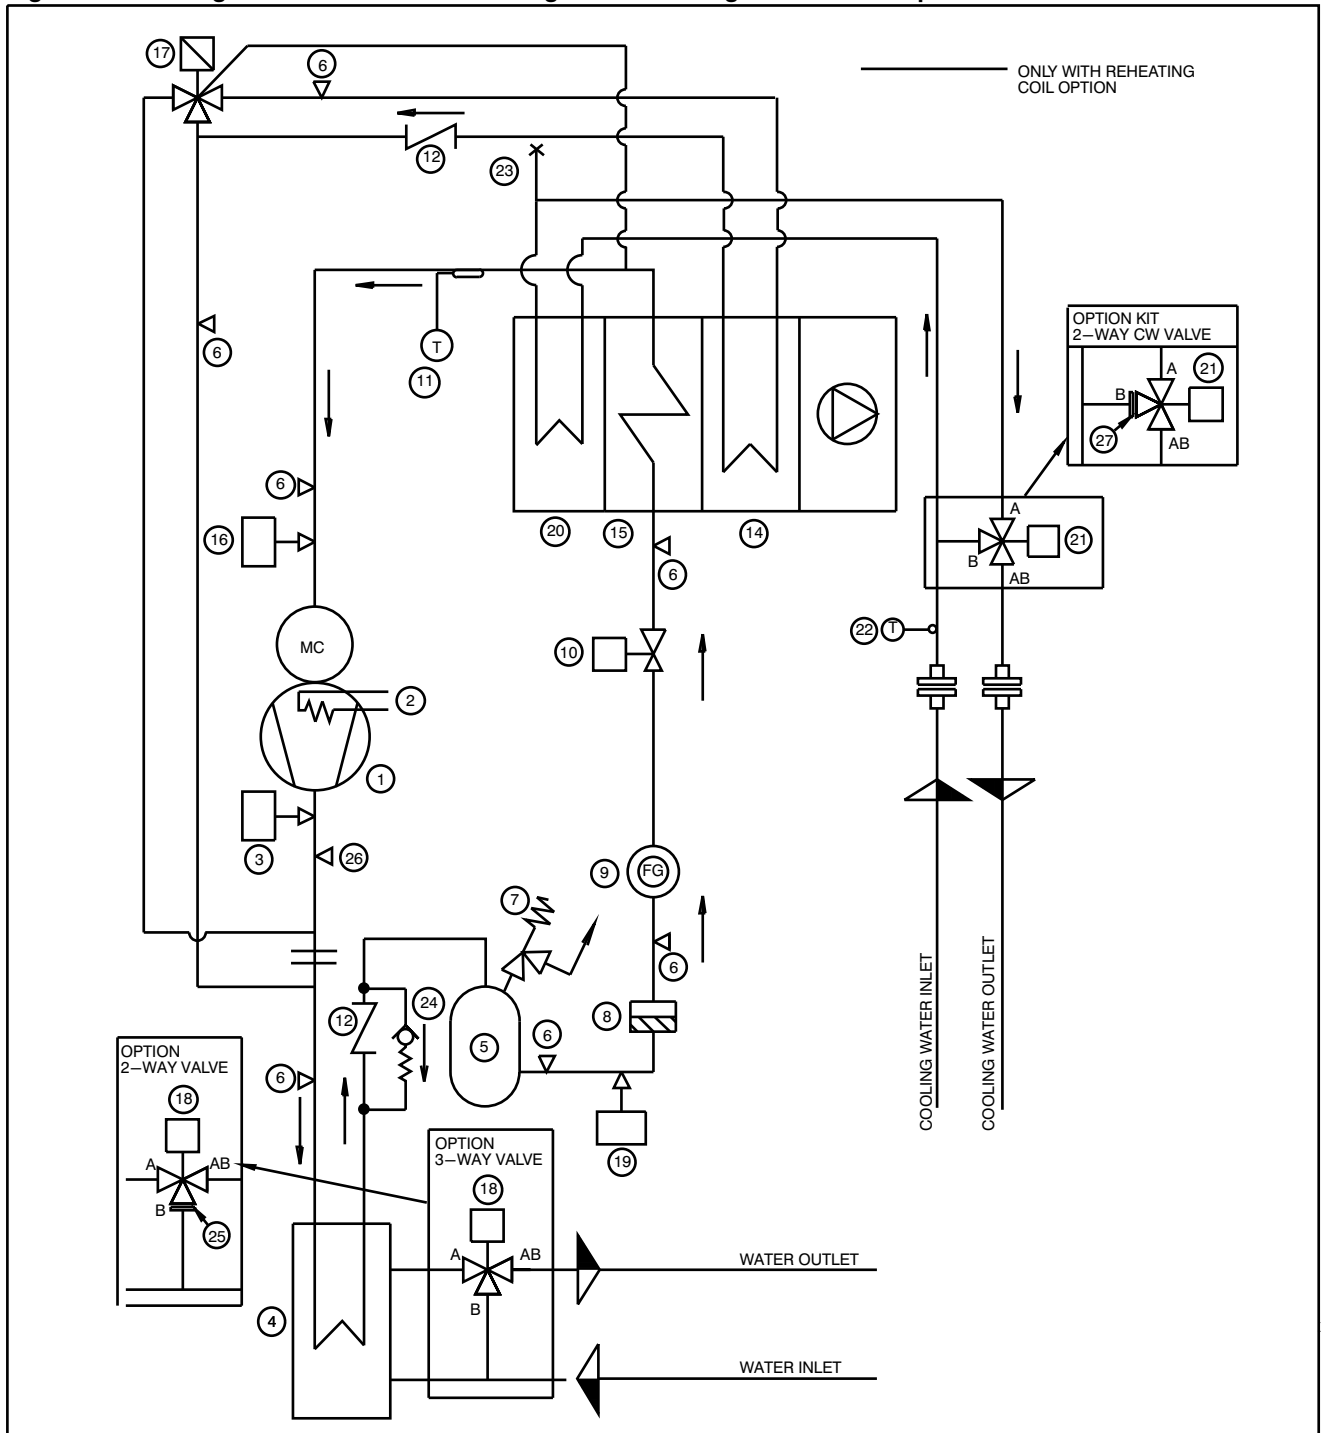 17
6
ONLY WITH REHEATING
COIL OPTION
12
23
6
T
11
OPTION KIT
2–WAY CW VALVE
A
21
B
27
AB
6
16
20
15
14
A
21
B
AB
6
10
22
T
MC
2
1
3
26
9
FG
7
6
24
12
8
6
5
6
19
COOLING WATER INLET
COOLING WATER OUTLET
OPTION
2–WAY VALVE
18
A
AB
B
25
OPTION
3–WAY VALVE
18
A
AB
B
4
WATER OUTLET
WATER INLET